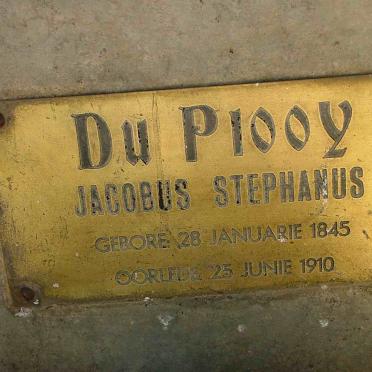 Du Plooy
JACOBUS STEPHANUS
GEBORE 28 JANUARIE 1845
OORLEDE 25 JUNIE 1910